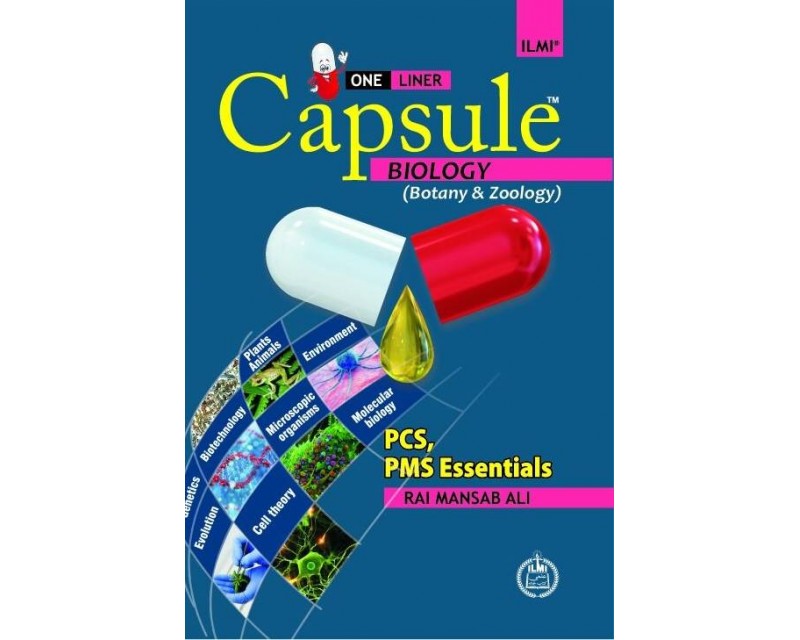 ILMI®
ONE LINER
Capsule™
BIOLOGY
(Botany & Zoology)
Plants
Animals
Environment
Biotechnology
Microscopic
organisms
Molecular
biology
Genetics
Evolution
Cell theory
PCS,
PMS Essentials
RAI MANSAB ALI
ILMI